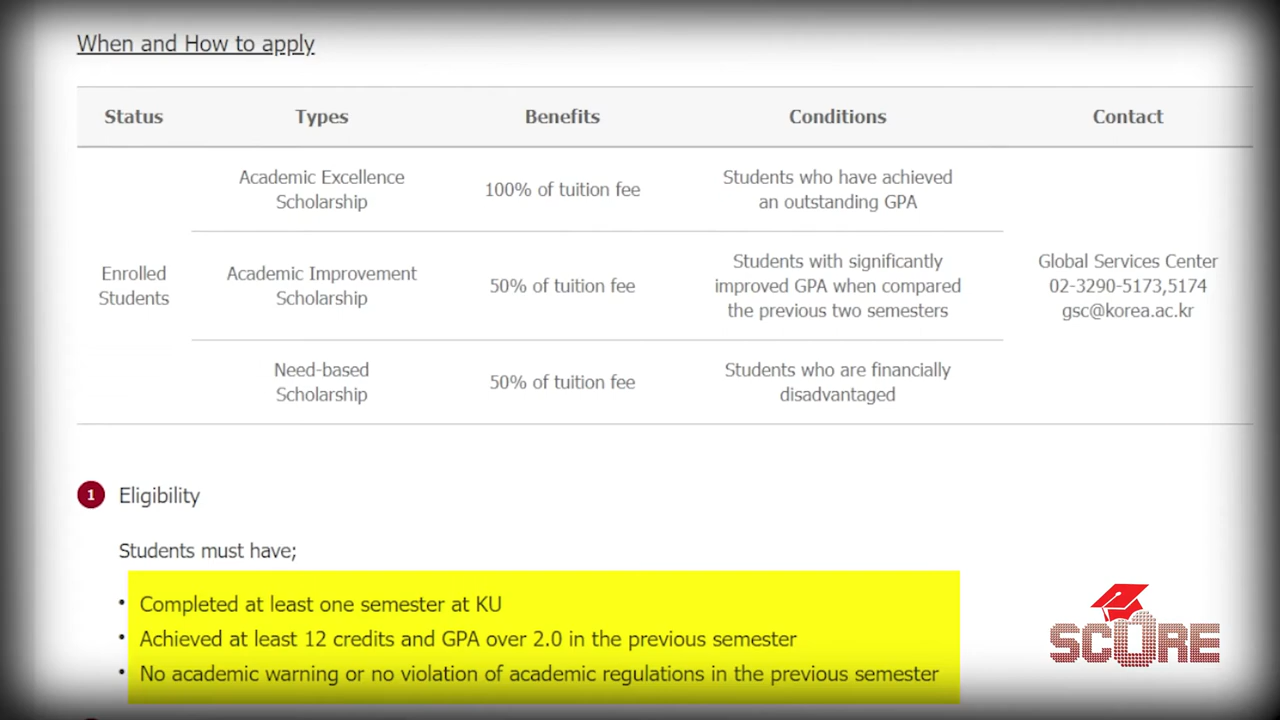 When and How to apply
Status Types Benefits Conditions Contact
Enrolled
Students
Academic Excellence
Scholarship
100% of tuition fee
Students who have achieved
an outstanding GPA
Academic Improvement
Scholarship
50% of tuition fee
Students with significantly
improved GPA when compared
the previous two semesters
Need-based
Scholarship
50% of tuition fee
Students who are financially
disadvantaged
Global Services Center
02-3290-5173,5174
gsc@korea.ac.kr
1 Eligibility
Students must have;
• Completed at least one semester at KU
• Achieved at least 12 credits and GPA over 2.0 in the previous semester
• No academic warning or no violation of academic regulations in the previous semester
SCURE